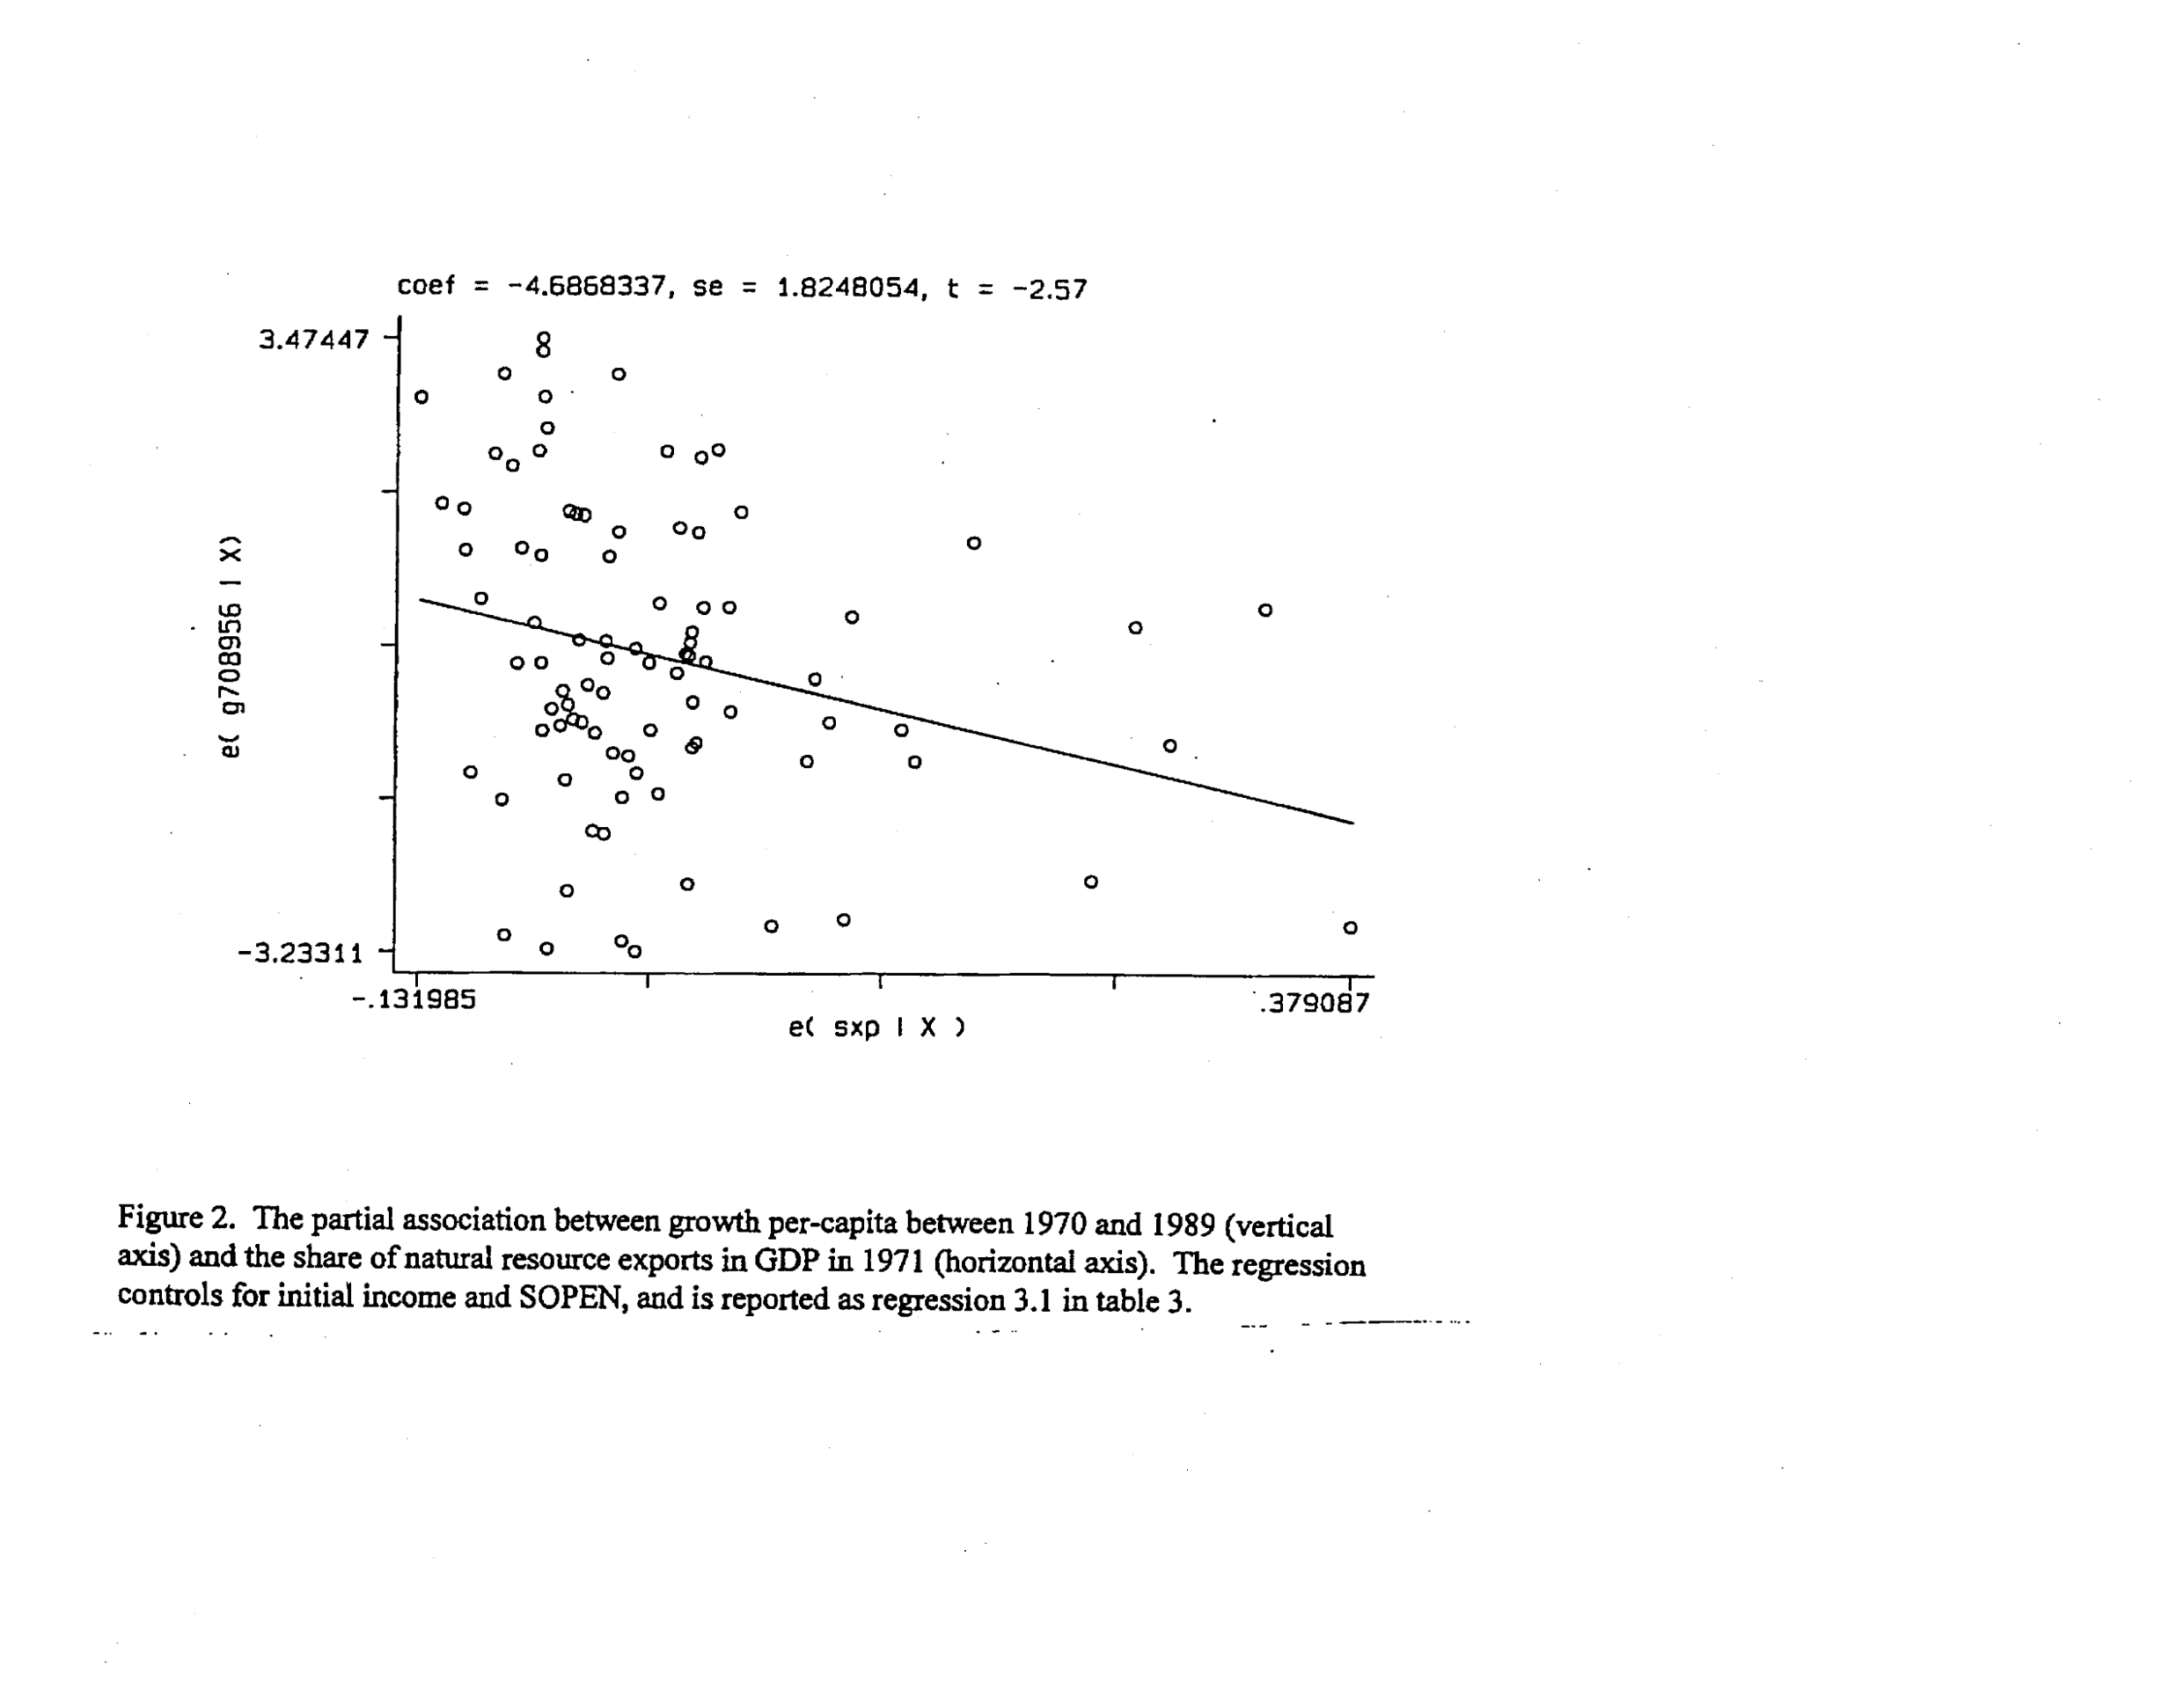 coef = -4.6868337, se = 1.8248054, t = -2.57
3.47447
e( g708956 | X)
-3.23311
-.131985
.379087
e( sxp | X )
Figure 2. The partial association between growth per-capita between 1970 and 1989 (vertical
axis) and the share of natural resource exports in GDP in 1971 (horizontal axis). The regression
controls for initial income and SOPEN, and is reported as regression 3.1 in table 3.